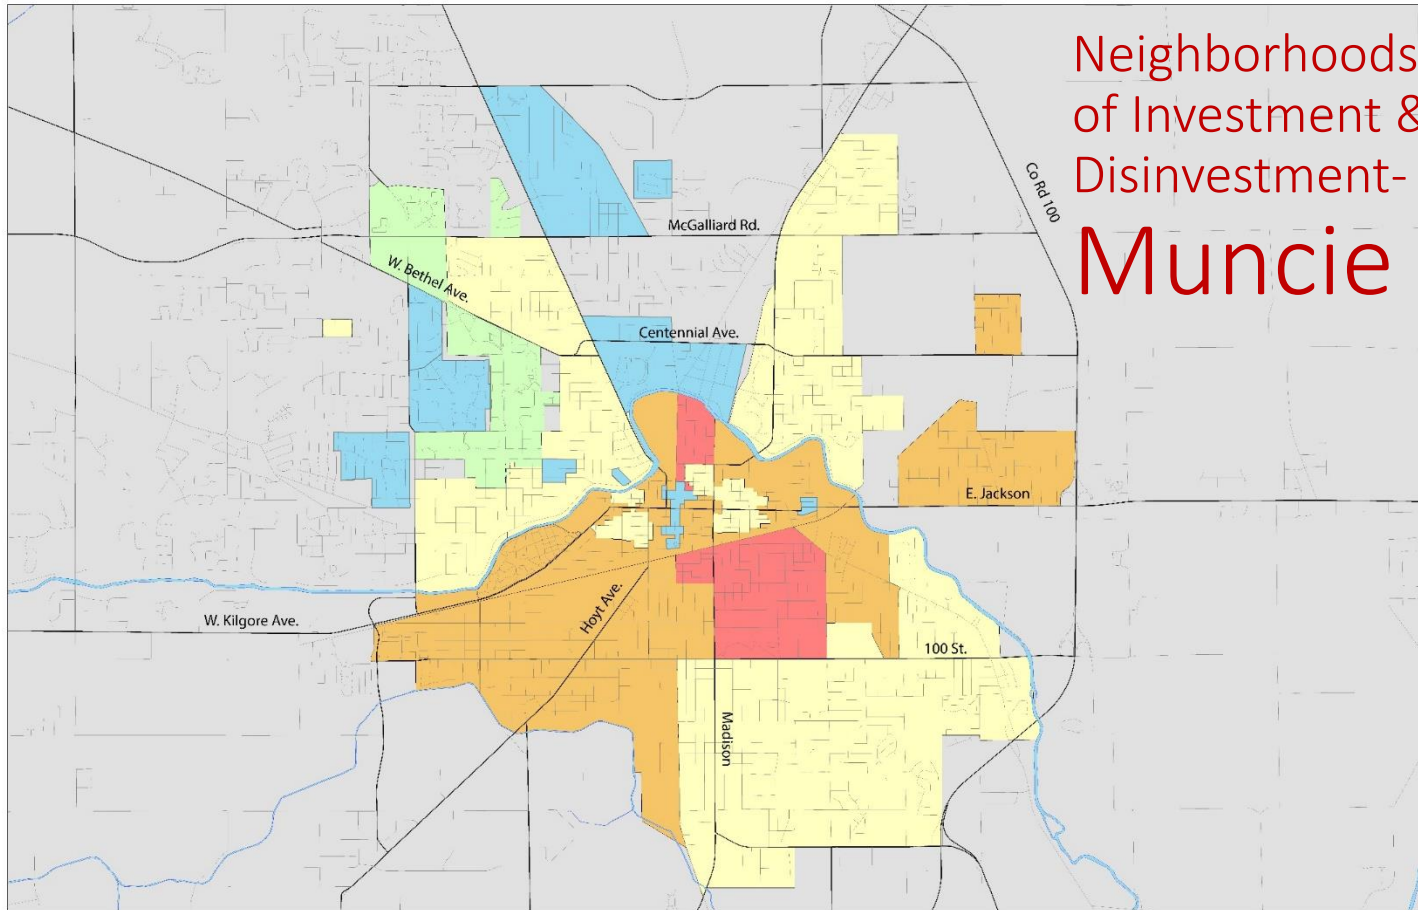 Neighborhoods
of Investment &
Disinvestment-
Muncie
Co Rd 100
McGalliard Rd.
W. Bethel Ave.
Centennial Ave.
E. Jackson
Hoyt Ave.
W. Kilgore Ave.
100 St.
Madison